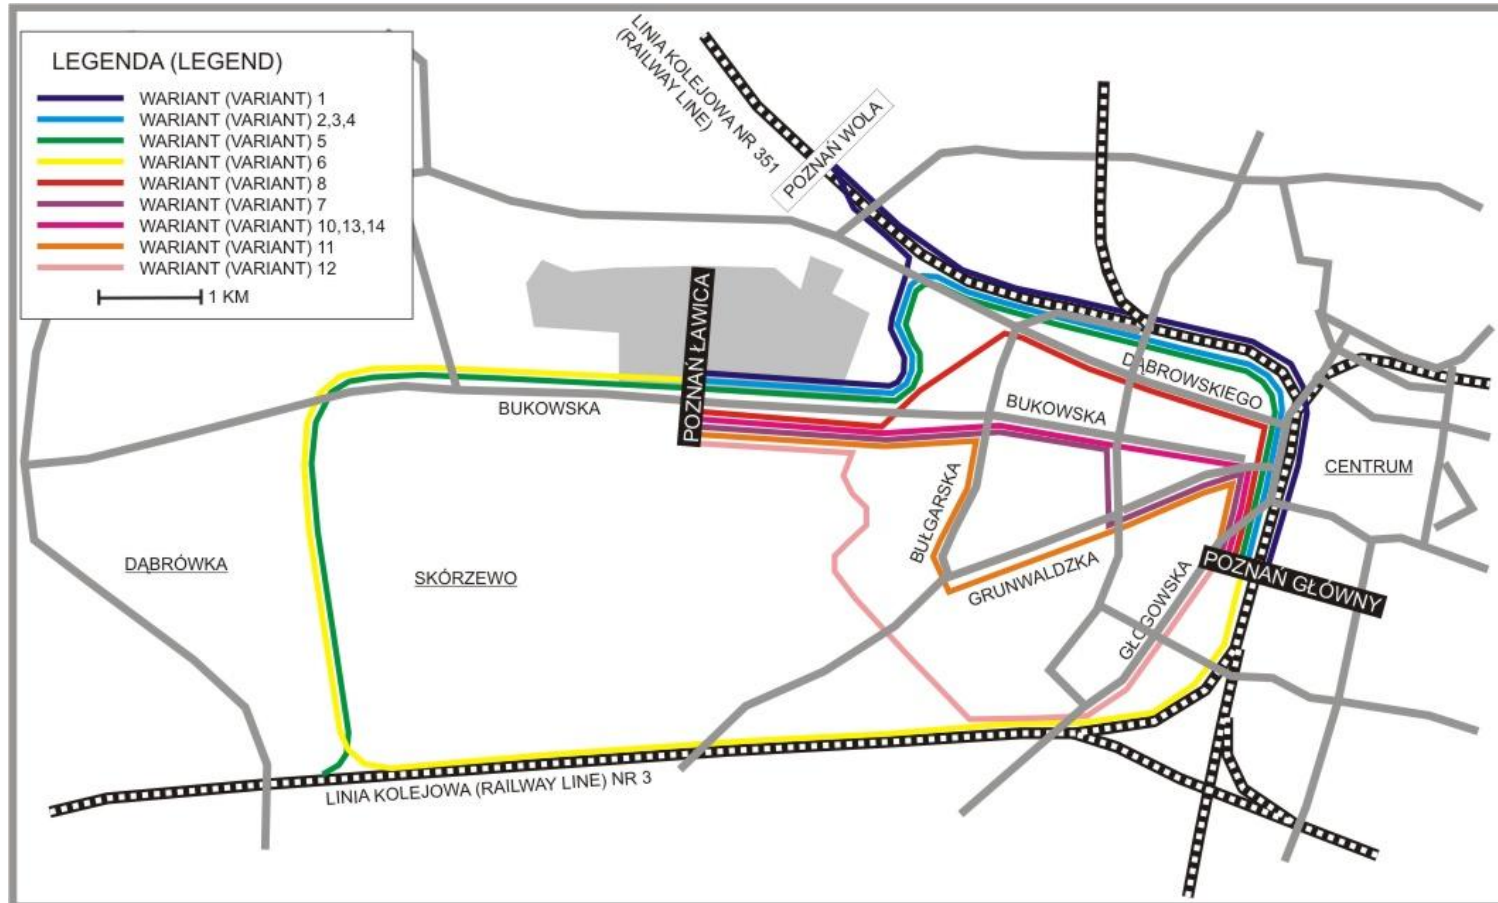 LEGENDA (LEGEND)
WARIANT (VARIANT) 1
WARIANT (VARIANT) 2,3,4
WARIANT (VARIANT) 5
WARIANT (VARIANT) 6
WARIANT (VARIANT) 8
WARIANT (VARIANT) 7
WARIANT (VARIANT) 10,13,14
WARIANT (VARIANT) 11
WARIANT (VARIANT) 12
1 KM
LINIA KOLEJOWA NR 351
(RAILWAY LINE)
POZNAŃ WOLA
POZNAŃ ŁAWICA
BUKOWSKA
BUKOWSKA
DĄBROWSKIEGO
CENTRUM
BUŁGARSKA
GRUNWALDZKA
GŁOGOWSKA
POZNAŃ GŁÓWNY
DĄBRÓWKA
SKÓRZEWO
LINIA KOLEJOWA (RAILWAY LINE) NR 3